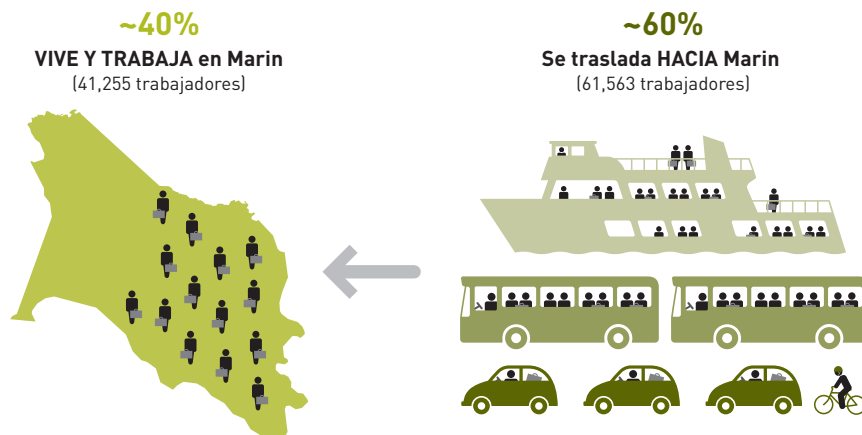 ~40%
VIVE Y TRABAJA en Marin
(41,255 trabajadores)
~60%
Se traslada HACIA Marin
(61,563 trabajadores)